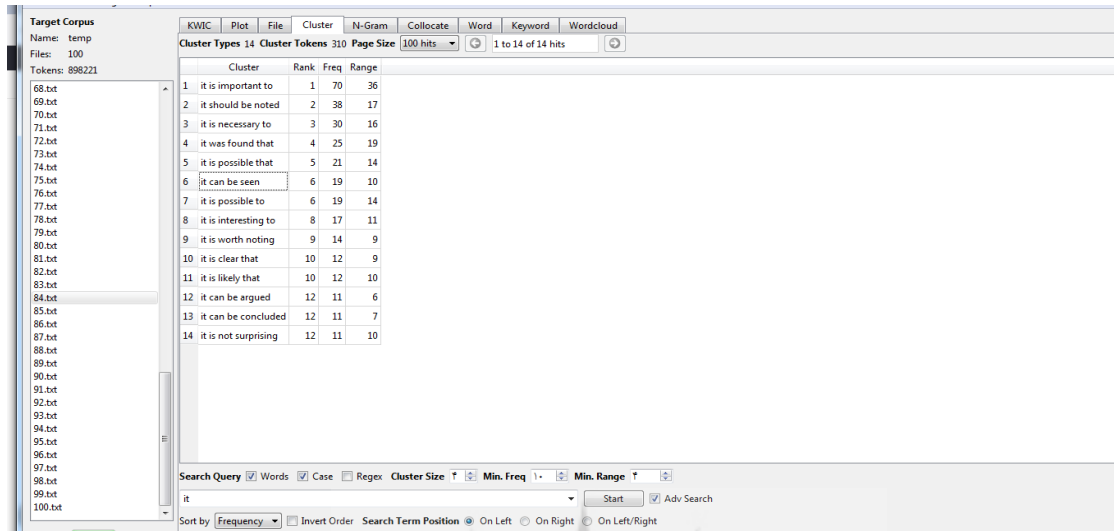 Target Corpus
Name: temp
Files: 100
Tokens: 898221
68.txt
69.txt
70.txt
71.txt
72.txt
73.txt
74.txt
75.txt
76.txt
77.txt
78.txt
79.txt
80.txt
81.txt
82.txt
83.txt
84.txt
85.txt
86.txt
87.txt
88.txt
89.txt
90.txt
91.txt
92.txt
93.txt
94.txt
95.txt
96.txt
97.txt
98.txt
99.txt
100.txt
KWIC Plot File Cluster N-Gram Collocate Word Keyword Wordcloud
Cluster Types 14 Cluster Tokens 310 Page Size 100 hits 1 to 14 of 14 hits
Cluster Rank Freq Range
1 it is important to 1 70 36
2 it should be noted 2 38 17
3 it is necessary to 3 30 16
4 it was found that 4 25 19
5 it is possible that 5 21 14
6 it can be seen 6 19 10
7 it is possible to 6 19 14
8 it is interesting to 8 17 11
9 it is worth noting 9 14 9
10 it is clear that 10 12 9
11 it is likely that 10 12 10
12 it can be argued 12 11 6
13 it can be concluded 12 11 7
14 it is not surprising 12 11 10
Search Query Words Case Regex Cluster Size ۴ Min. Freq ۱۰ Min. Range ۴
it Start Adv Search
Sort by Frequency Invert Order Search Term Position On Left On Right On Left/Right